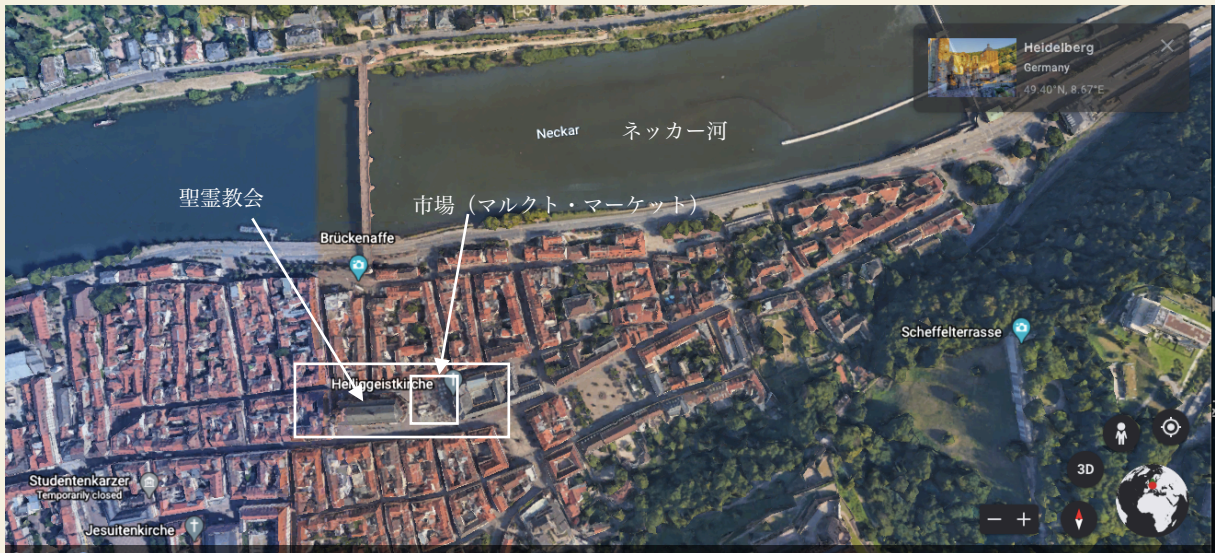 Heidelberg
Germany
49.40°N, 8.67°E
Neckar
ネッカー河
聖霊教会
市場（マルクト・マーケット）
Brückenaffe
Scheffelterrasse
Heiliggeistkirche
3D
Studentenkarzer
Temporarily closed
Jesuitenkirche